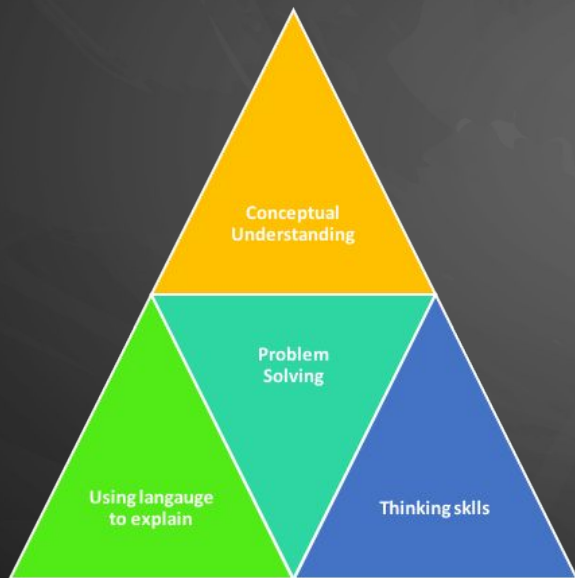 Conceptual
Understanding
Problem
Solving
Using langauge
to explain
Thinking sklls